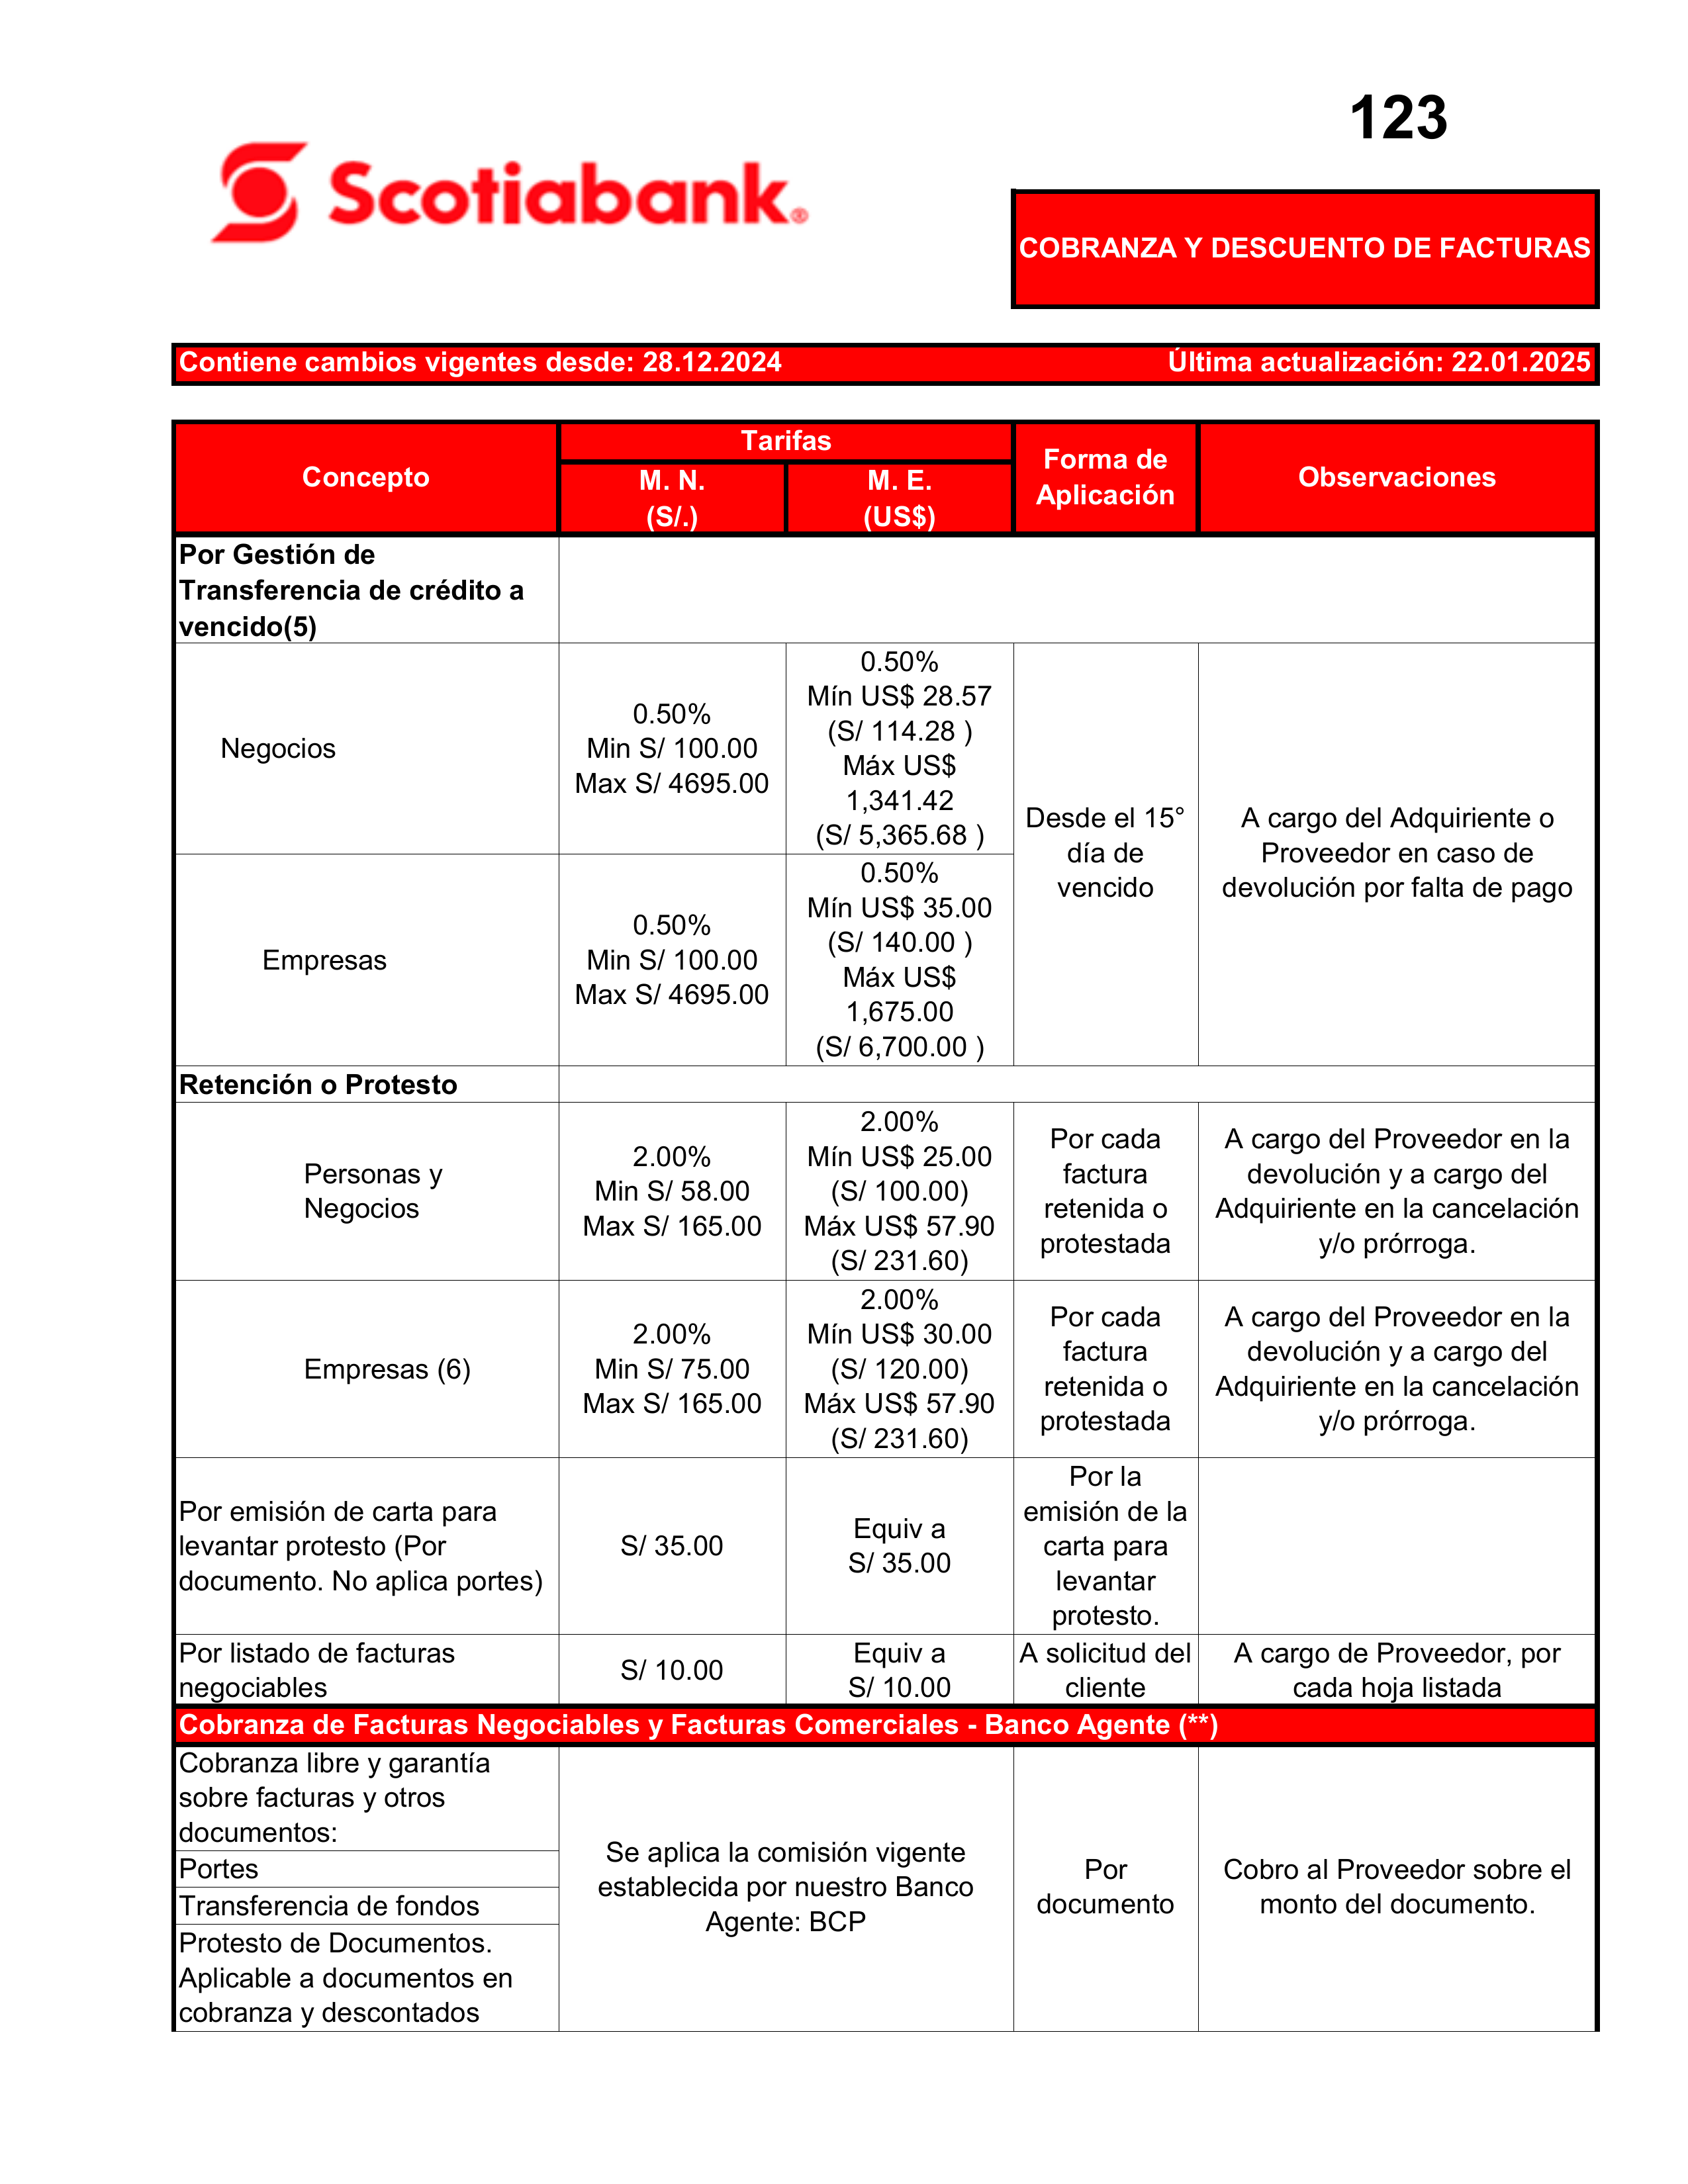 123
Scotiabank®
COBRANZA Y DESCUENTO DE FACTURAS
Contiene cambios vigentes desde: 28.12.2024 Última actualización: 22.01.2025
Concepto
Tarifas
M. N.
(S/.)
M. E.
(US$)
Forma de
Aplicación
Observaciones
Por Gestión de
Transferencia de crédito a
vencido(5)
Negocios
0.50%
Min S/ 100.00
Max S/ 4695.00
0.50%
Mín US$ 28.57
(S/ 114.28 )
Máx US$
1,341.42
(S/ 5,365.68 )
Desde el 15°
día de
vencido
A cargo del Adquiriente o
Proveedor en caso de
devolución por falta de pago
Empresas
0.50%
Min S/ 100.00
Max S/ 4695.00
0.50%
Mín US$ 35.00
(S/ 140.00 )
Máx US$
1,675.00
(S/ 6,700.00 )
Retención o Protesto
Personas y
Negocios
2.00%
Min S/ 58.00
Max S/ 165.00
2.00%
Mín US$ 25.00
(S/ 100.00)
Máx US$ 57.90
(S/ 231.60)
Por cada
factura
retenida o
protestada
A cargo del Proveedor en la
devolución y a cargo del
Adquiriente en la cancelación
y/o prórroga.
Empresas (6)
2.00%
Min S/ 75.00
Max S/ 165.00
2.00%
Mín US$ 30.00
(S/ 120.00)
Máx US$ 57.90
(S/ 231.60)
Por cada
factura
retenida o
protestada
A cargo del Proveedor en la
devolución y a cargo del
Adquiriente en la cancelación
y/o prórroga.
Por emisión de carta para
levantar protesto (Por
documento. No aplica portes)
S/ 35.00
Equiv a
S/ 35.00
Por la
emisión de la
carta para
levantar
protesto.
Por listado de facturas
negociables
S/ 10.00
Equiv a
S/ 10.00
A solicitud del
cliente
A cargo de Proveedor, por
cada hoja listada
Cobranza de Facturas Negociables y Facturas Comerciales - Banco Agente (**)
Cobranza libre y garantía
sobre facturas y otros
documentos:
Portes
Transferencia de fondos
Protesto de Documentos.
Aplicable a documentos en
cobranza y descontados
Se aplica la comisión vigente
establecida por nuestro Banco
Agente: BCP
Por
documento
Cobro al Proveedor sobre el
monto del documento.